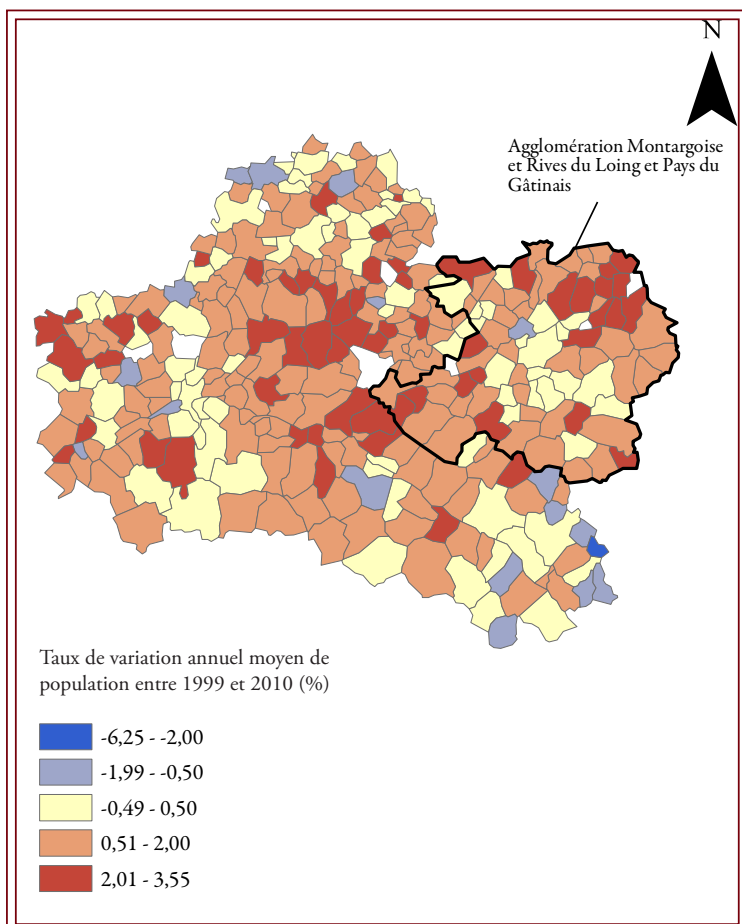 N
Agglomération Montargoise
et Rives du Loing et Pays du
Gâtinais
Taux de variation annuel moyen de
population entre 1999 et 2010 (%)
-6,25 - -2,00
-1,99 - -0,50
-0,49 - 0,50
0,51 - 2,00
2,01 - 3,55